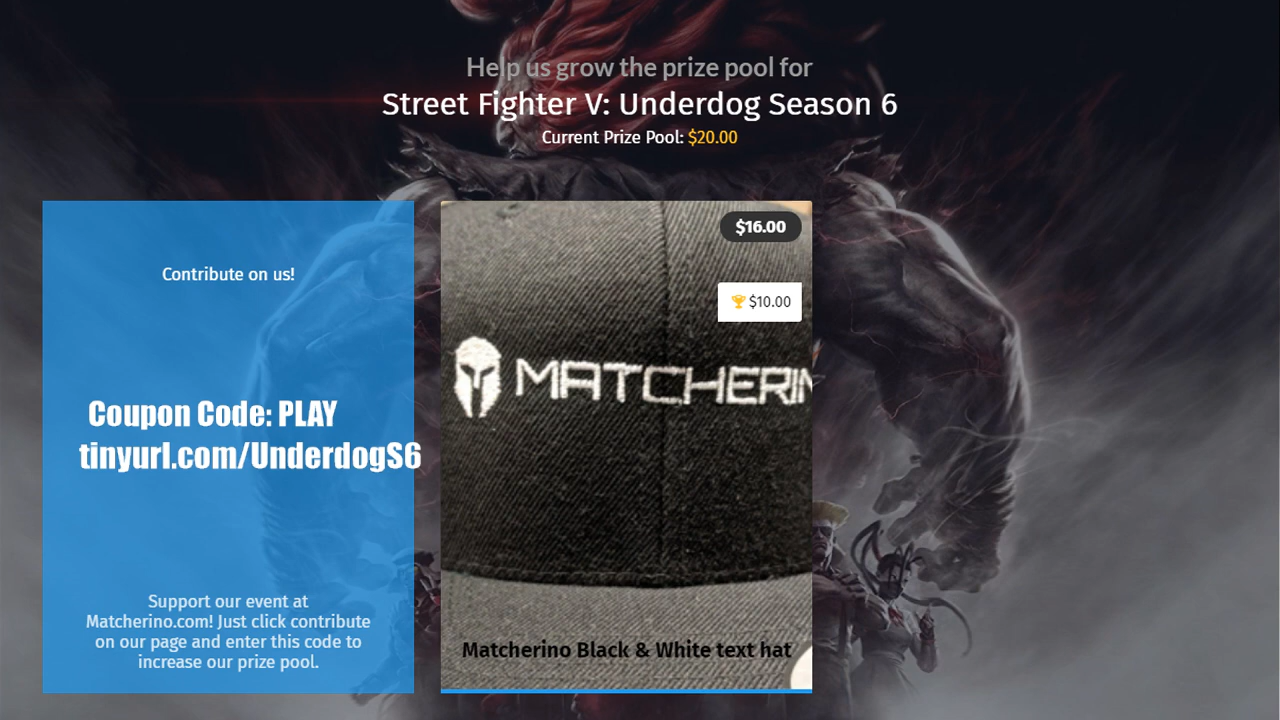 Help us grow the prize pool for
Street Fighter V: Underdog Season 6
Current Prize Pool: $20.00
Contribute on us!
Coupon Code: PLAY
tinyurl.com/UnderdogS6
Support our event at
Matcherino.com! Just click contribute
on our page and enter this code to
increase our prize pool.
$16.00
$10.00
MATCHERIN
Matcherino Black & White text hat